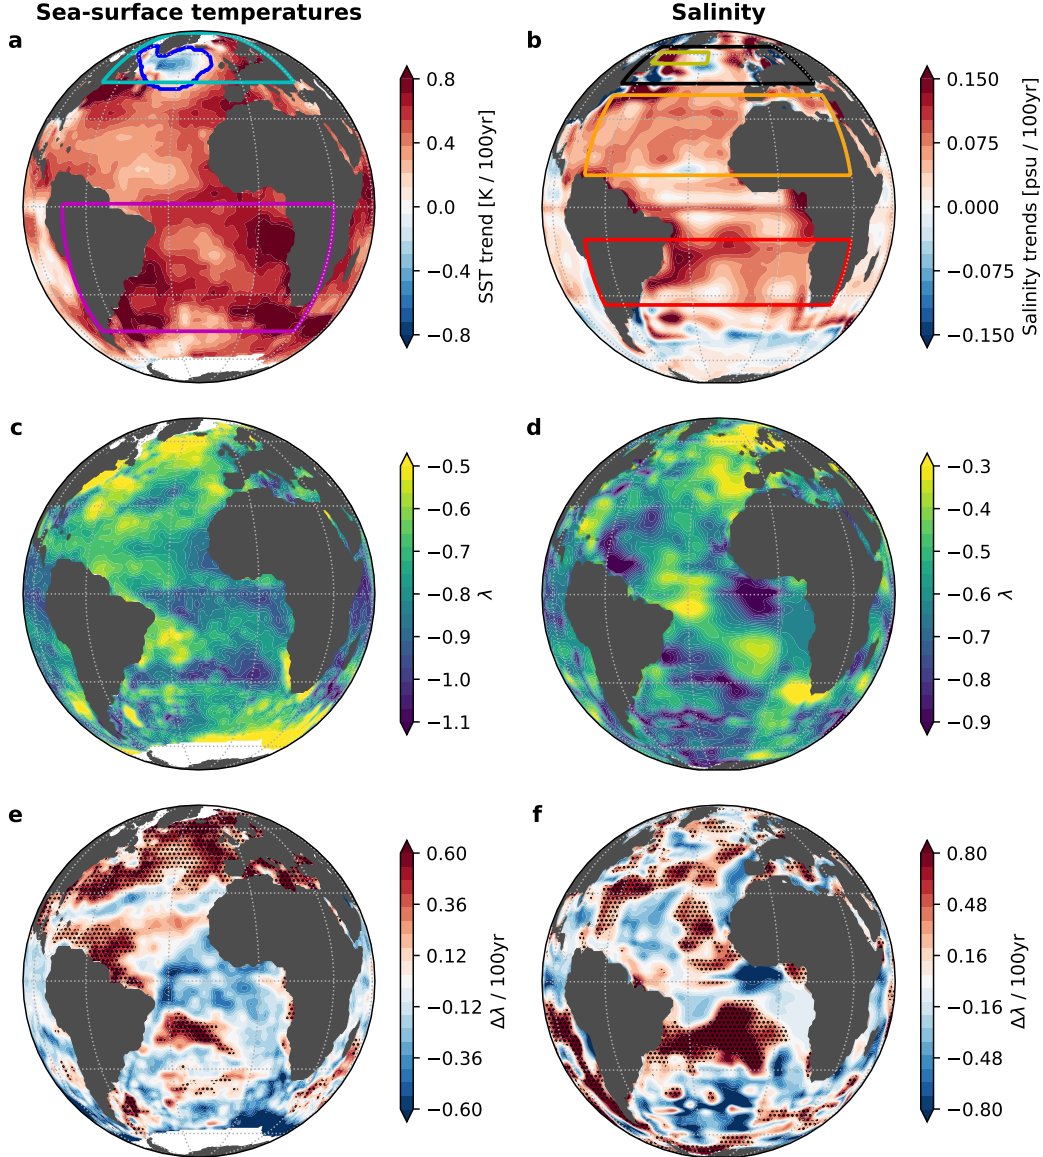 Sea-surface temperatures
Salinity
a
0.8
0.4
0.0
−0.4
−0.8
SST trend [K / 100yr]
b
0.150
0.075
0.000
−0.075
−0.150
Salinity trends [psu / 100yr]
c
−0.5
−0.6
−0.7
−0.8
−0.9
−1.0
−1.1
λ
d
−0.3
−0.4
−0.5
−0.6
−0.7
−0.8
−0.9
λ
e
0.60
0.36
0.12
−0.12
−0.36
−0.60
Δλ / 100yr
f
0.80
0.48
0.16
−0.16
−0.48
−0.80
Δλ / 100yr